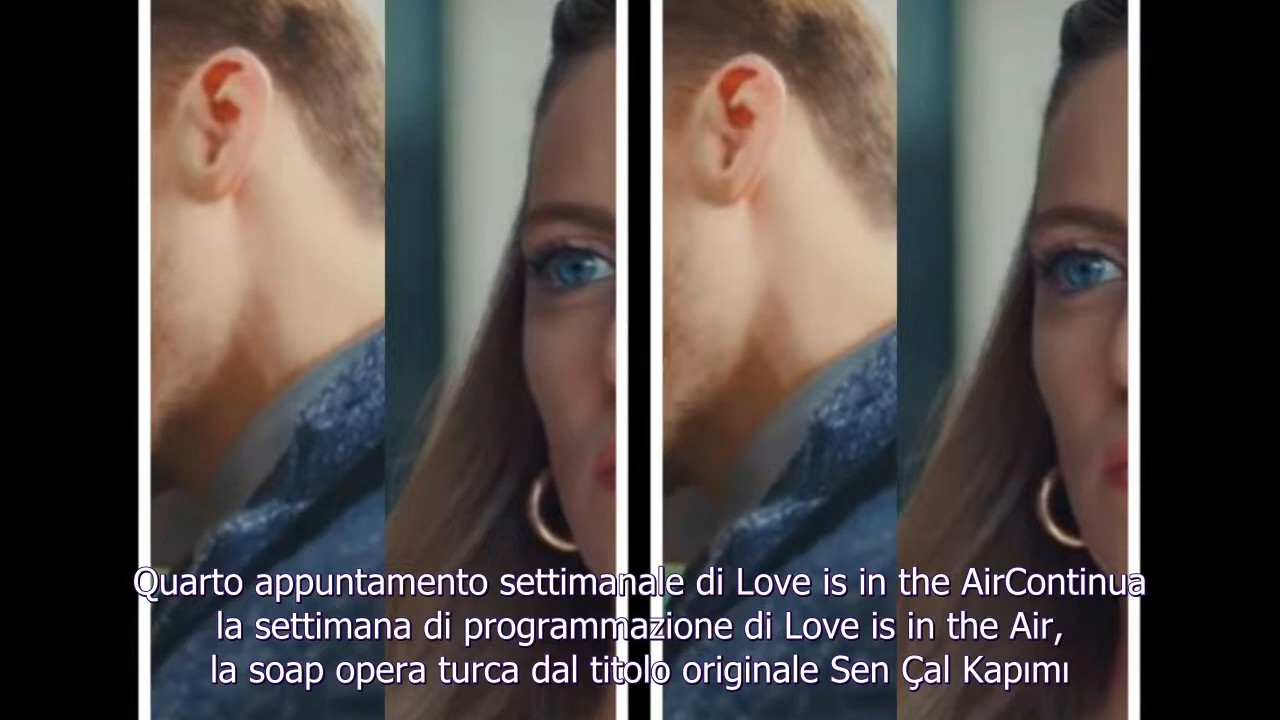 Quarto appuntamento settimanale di Love is in the AirContinua
la settimana di programmazione di Love is in the Air,
la soap opera turca dal titolo originale Sen Çal Kapımı